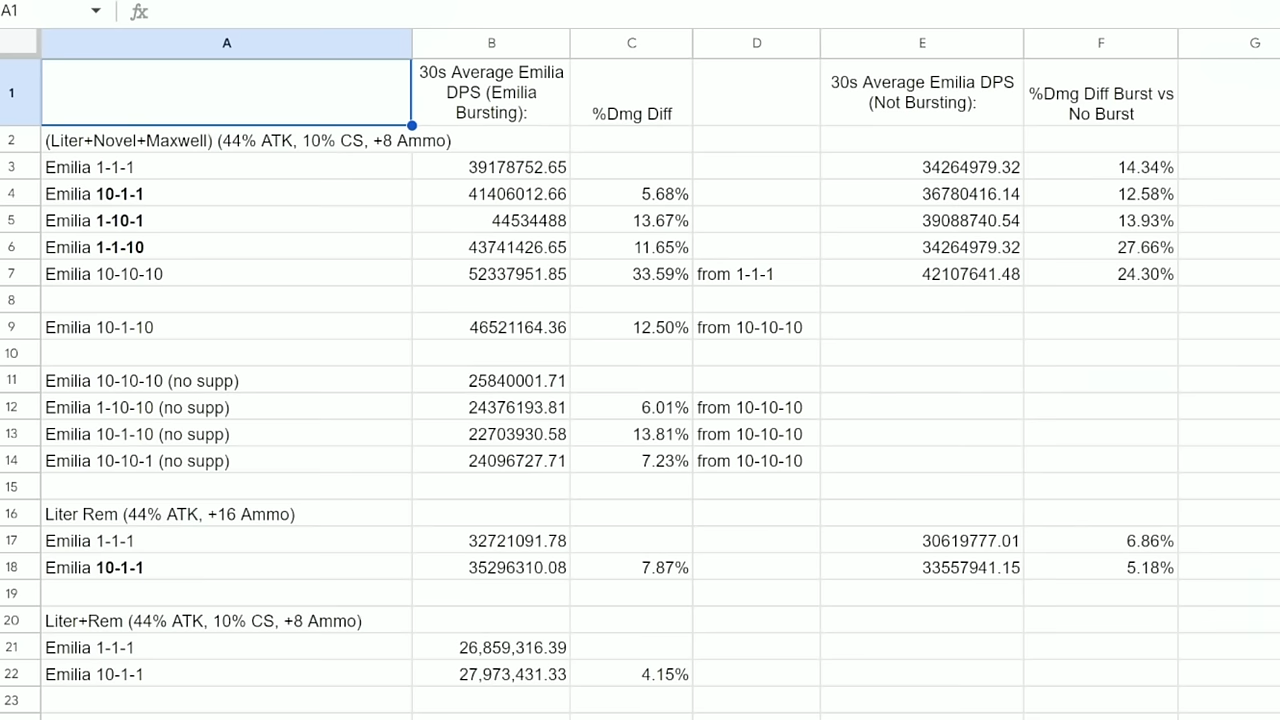 A1 fx
A B C D E F G
1 30s Average Emilia DPS (Emilia Bursting): %Dmg Diff 30s Average Emilia DPS (Not Bursting): %Dmg Diff Burst vs No Burst
2 (Liter+Novel+Maxwell) (44% ATK, 10% CS, +8 Ammo)
3 Emilia 1-1-1 39178752.65 34264979.32 14.34%
4 Emilia 10-1-1 41406012.66 5.68% 36780416.14 12.58%
5 Emilia 1-10-1 44534488 13.67% 39088740.54 13.93%
6 Emilia 1-1-10 43741426.65 11.65% 34264979.32 27.66%
7 Emilia 10-10-10 52337951.85 33.59% from 1-1-1 42107641.48 24.30%
8
9 Emilia 10-1-10 46521164.36 12.50% from 10-10-10
10
11 Emilia 10-10-10 (no supp) 25840001.71
12 Emilia 1-10-10 (no supp) 24376193.81 6.01% from 10-10-10
13 Emilia 10-1-10 (no supp) 22703930.58 13.81% from 10-10-10
14 Emilia 10-10-1 (no supp) 24096727.71 7.23% from 10-10-10
15
16 Liter Rem (44% ATK, +16 Ammo)
17 Emilia 1-1-1 32721091.78 30619777.01 6.86%
18 Emilia 10-1-1 35296310.08 7.87% 33557941.15 5.18%
19
20 Liter+Rem (44% ATK, 10% CS, +8 Ammo)
21 Emilia 1-1-1 26,859,316.39
22 Emilia 10-1-1 27,973,431.33 4.15%
23